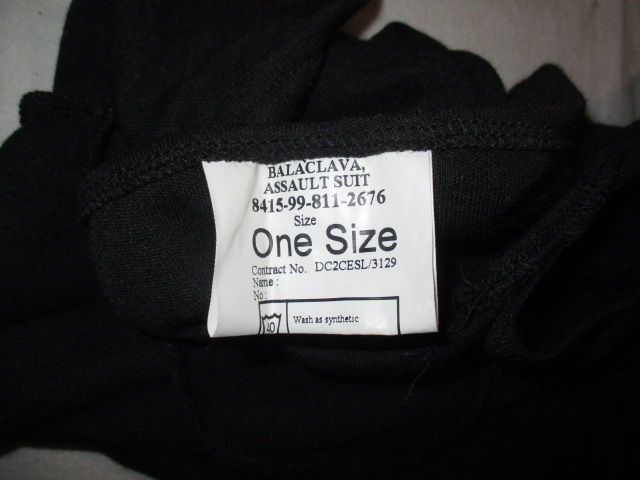 BALACLAVA,
ASSAULT SUIT
8415-99-811-2676
Size
One Size
Contract No. DC2CESL/3129
Name :
No :
40 Wash as synthetic